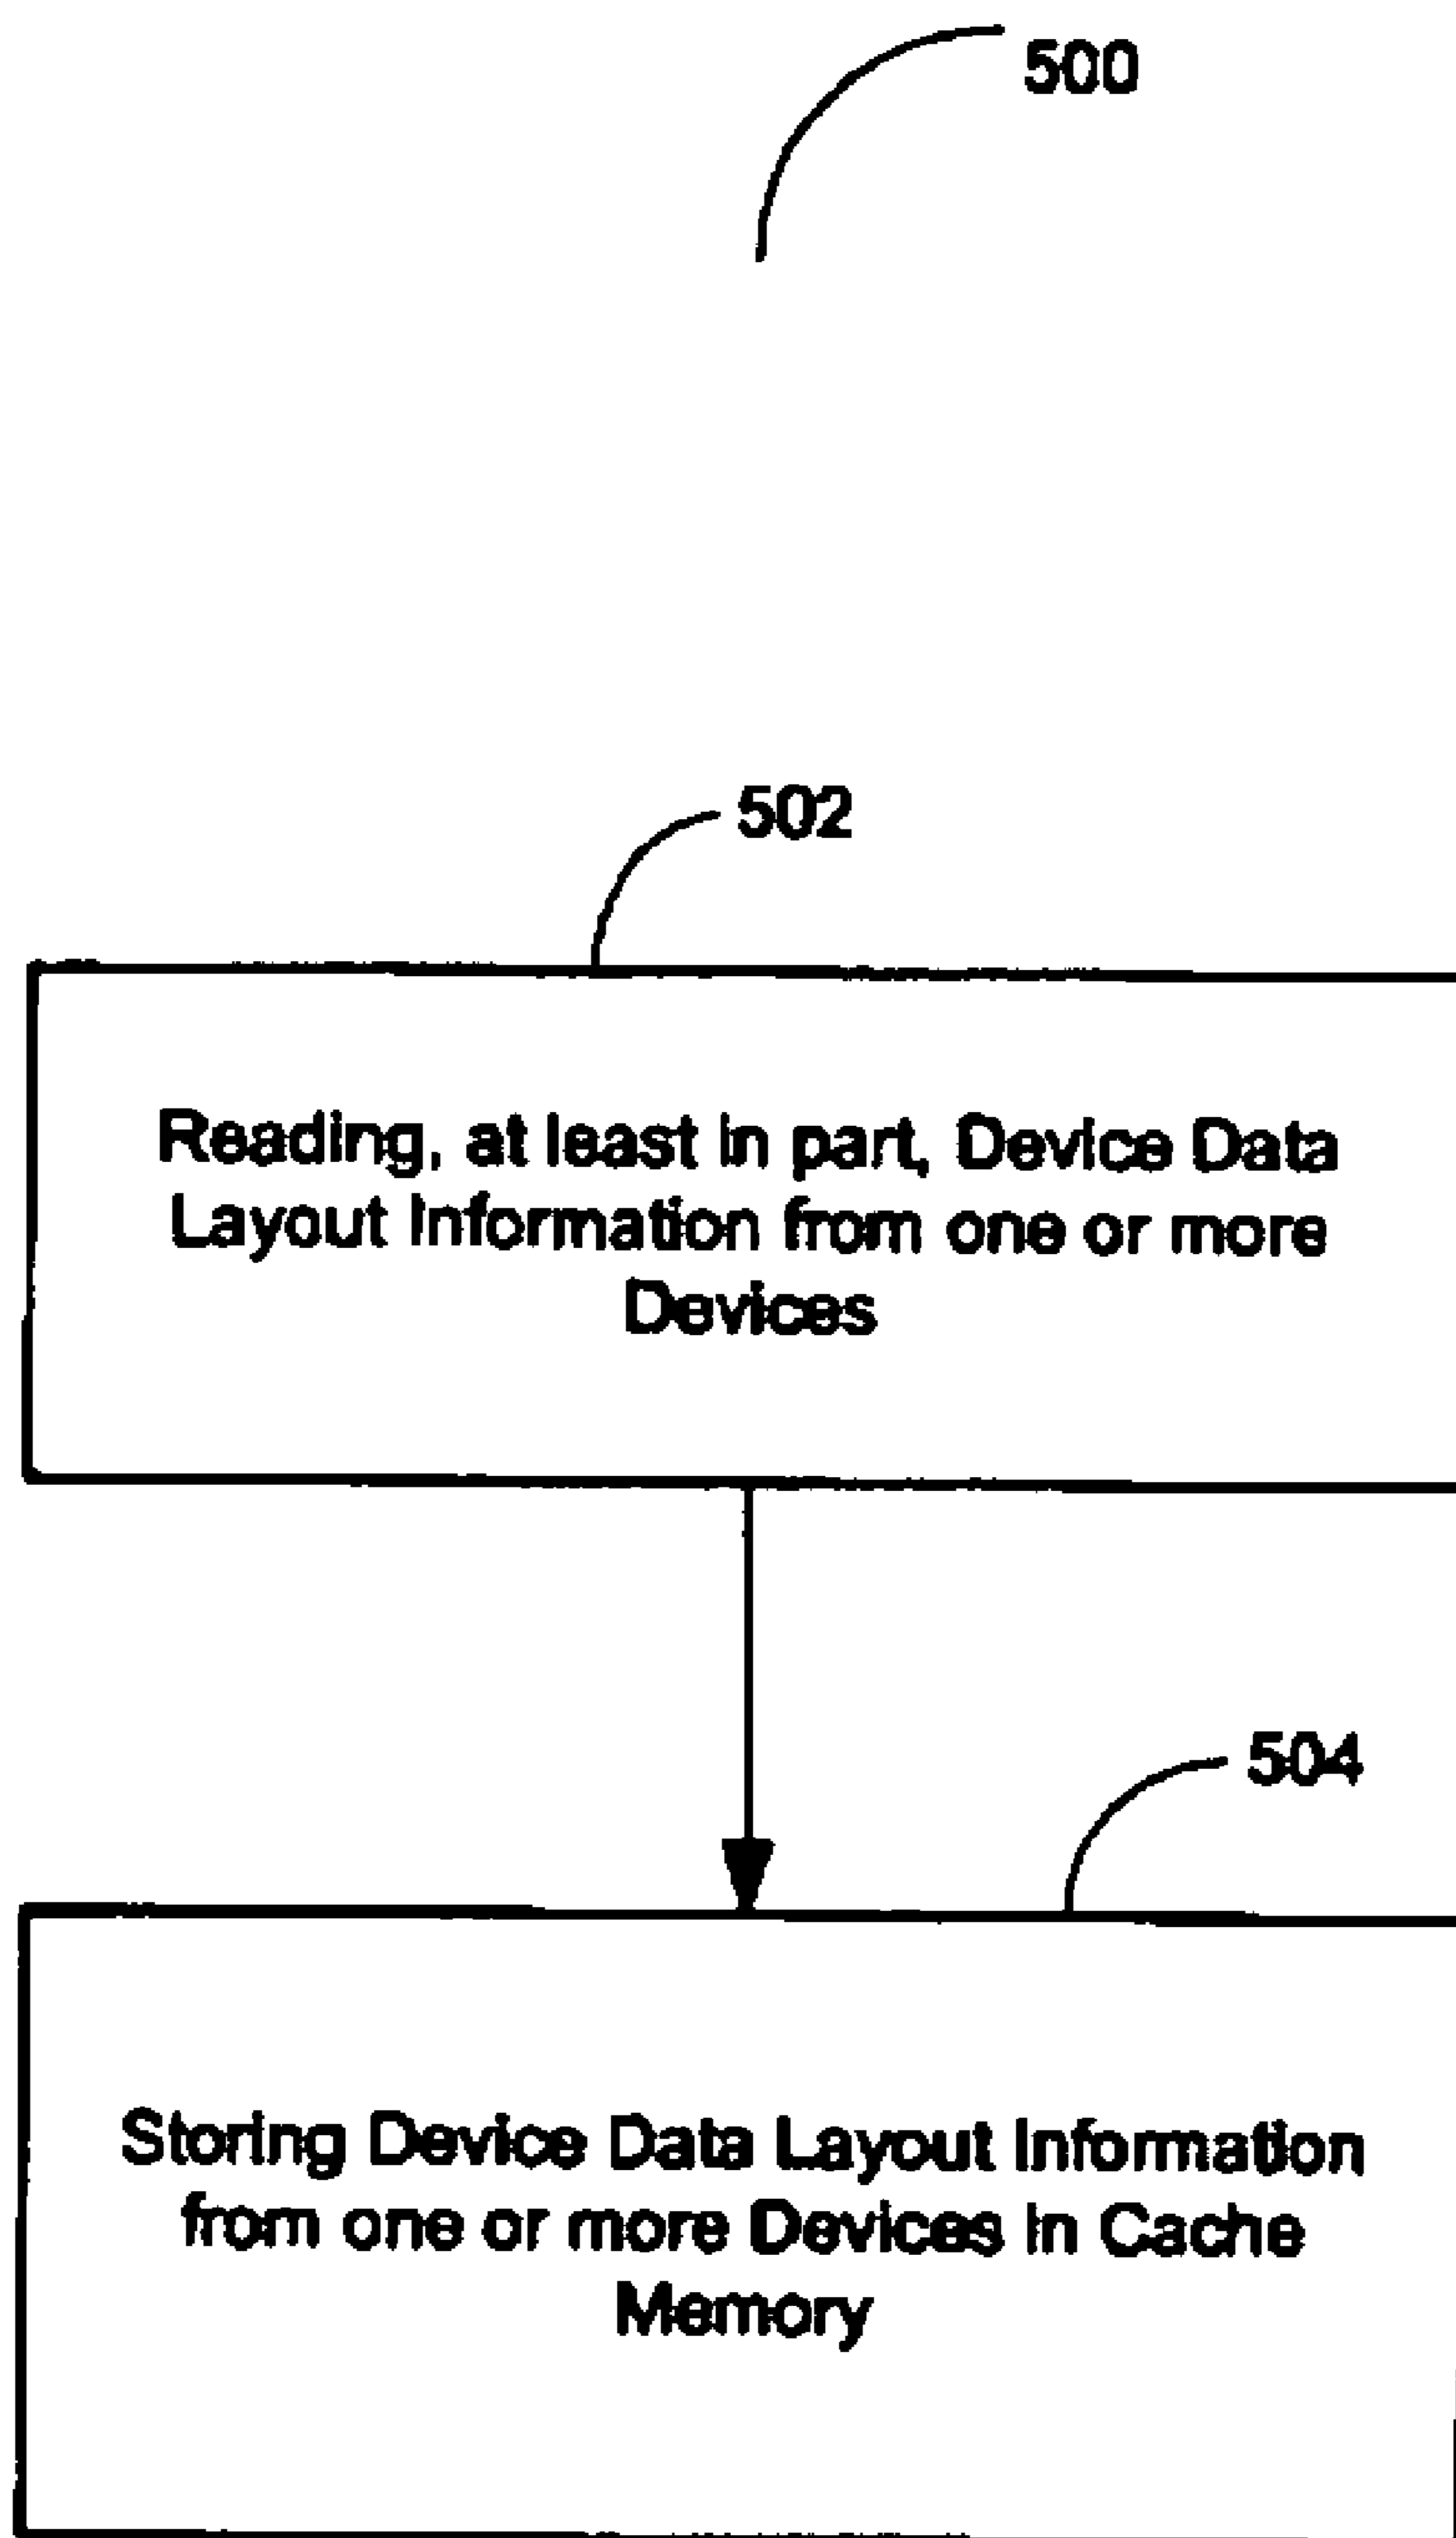 500
502
Reading, at least in part, Device Data
Layout Information from one or more
Devices
504
Storing Device Data Layout Information
from one or more Devices in Cache
Memory